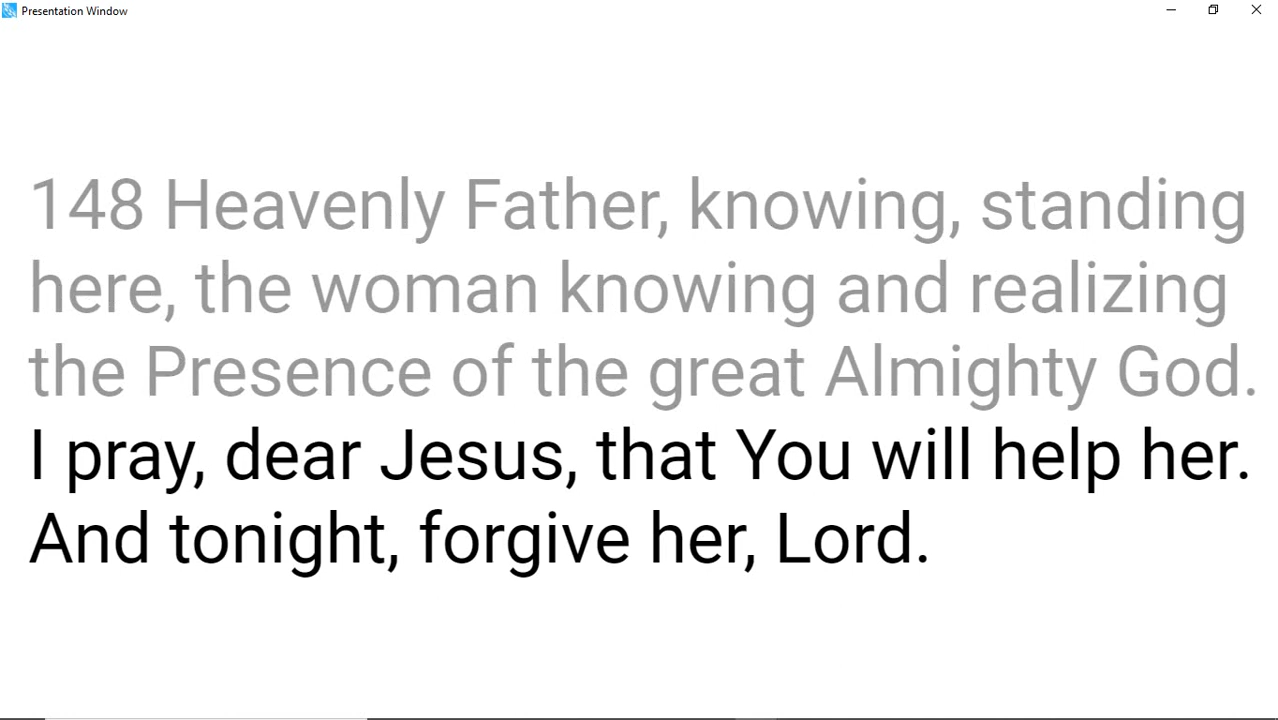 Presentation Window
148 Heavenly Father, knowing, standing
here, the woman knowing and realizing
the Presence of the great Almighty God.
I pray, dear Jesus, that You will help her.
And tonight, forgive her, Lord.